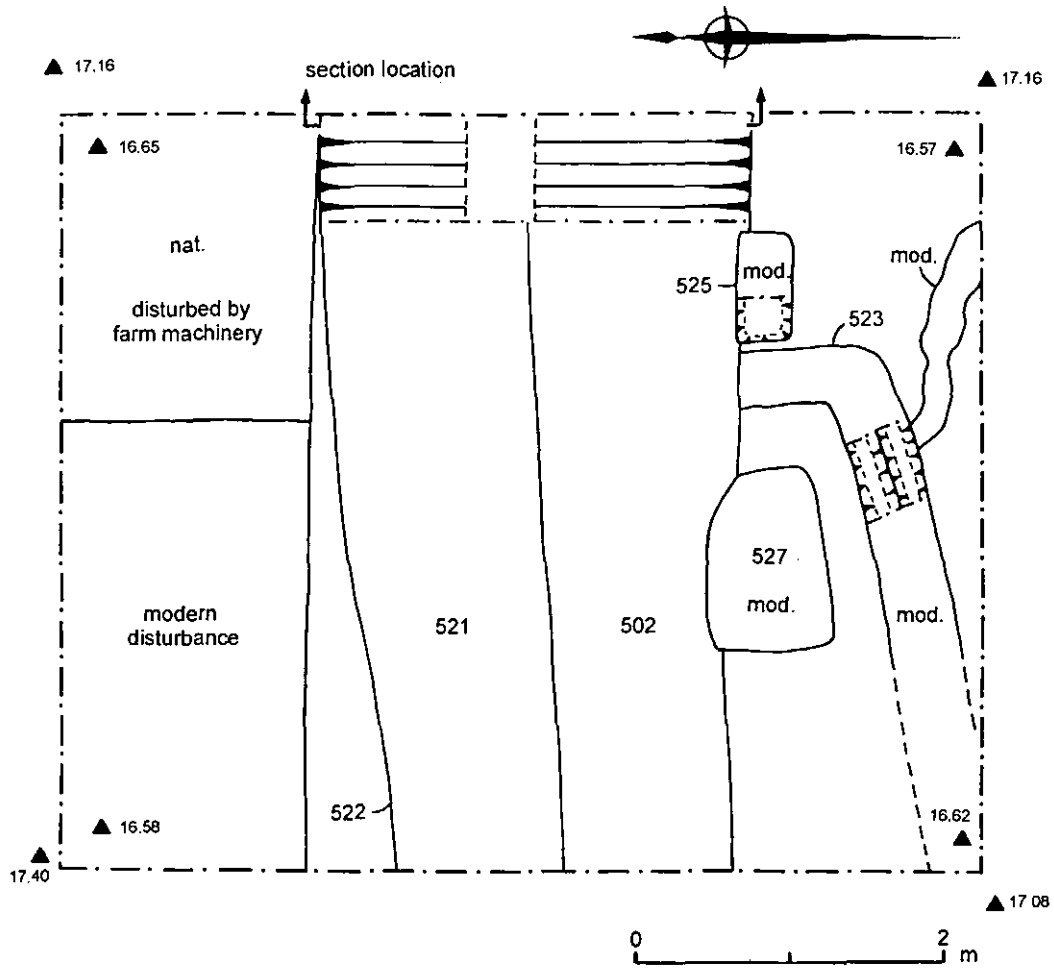 17.16
section location
17.16
16.65
16.57
nat.
mod.
mod.
525
disturbed by
farm machinery
523
527
mod.
modern
disturbance
521
502
mod.
522
16.58
16.62
17.40
17 08
0 2
m